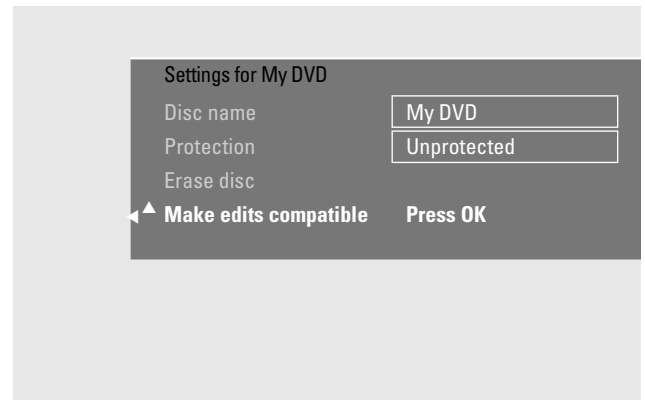 Settings for My DVD
Disc name My DVD
Protection Unprotected
Erase disc
Make edits compatible Press OK